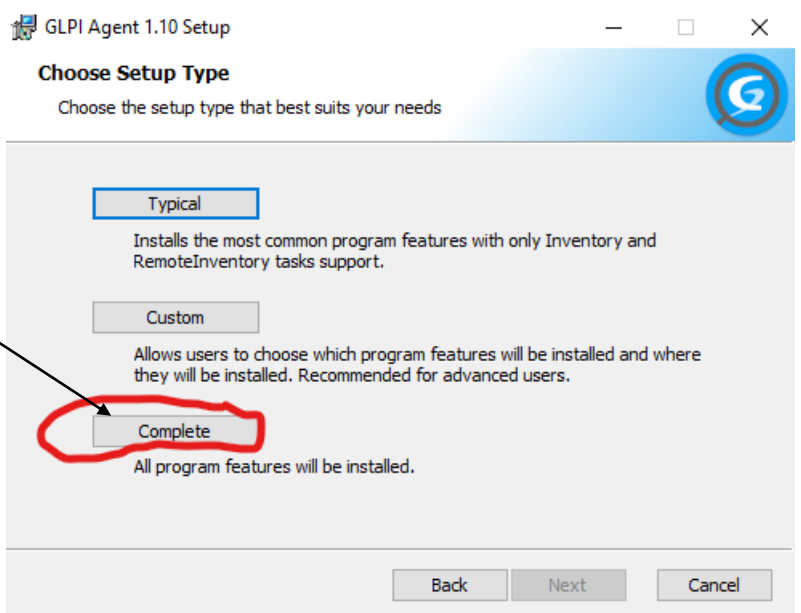 GLPI Agent 1.10 Setup
Choose Setup Type
Choose the setup type that best suits your needs
Typical
Installs the most common program features with only Inventory and
RemoteInventory tasks support.
Custom
Allows users to choose which program features will be installed and where
they will be installed. Recommended for advanced users.
Complete
All program features will be installed.
Back Next Cancel